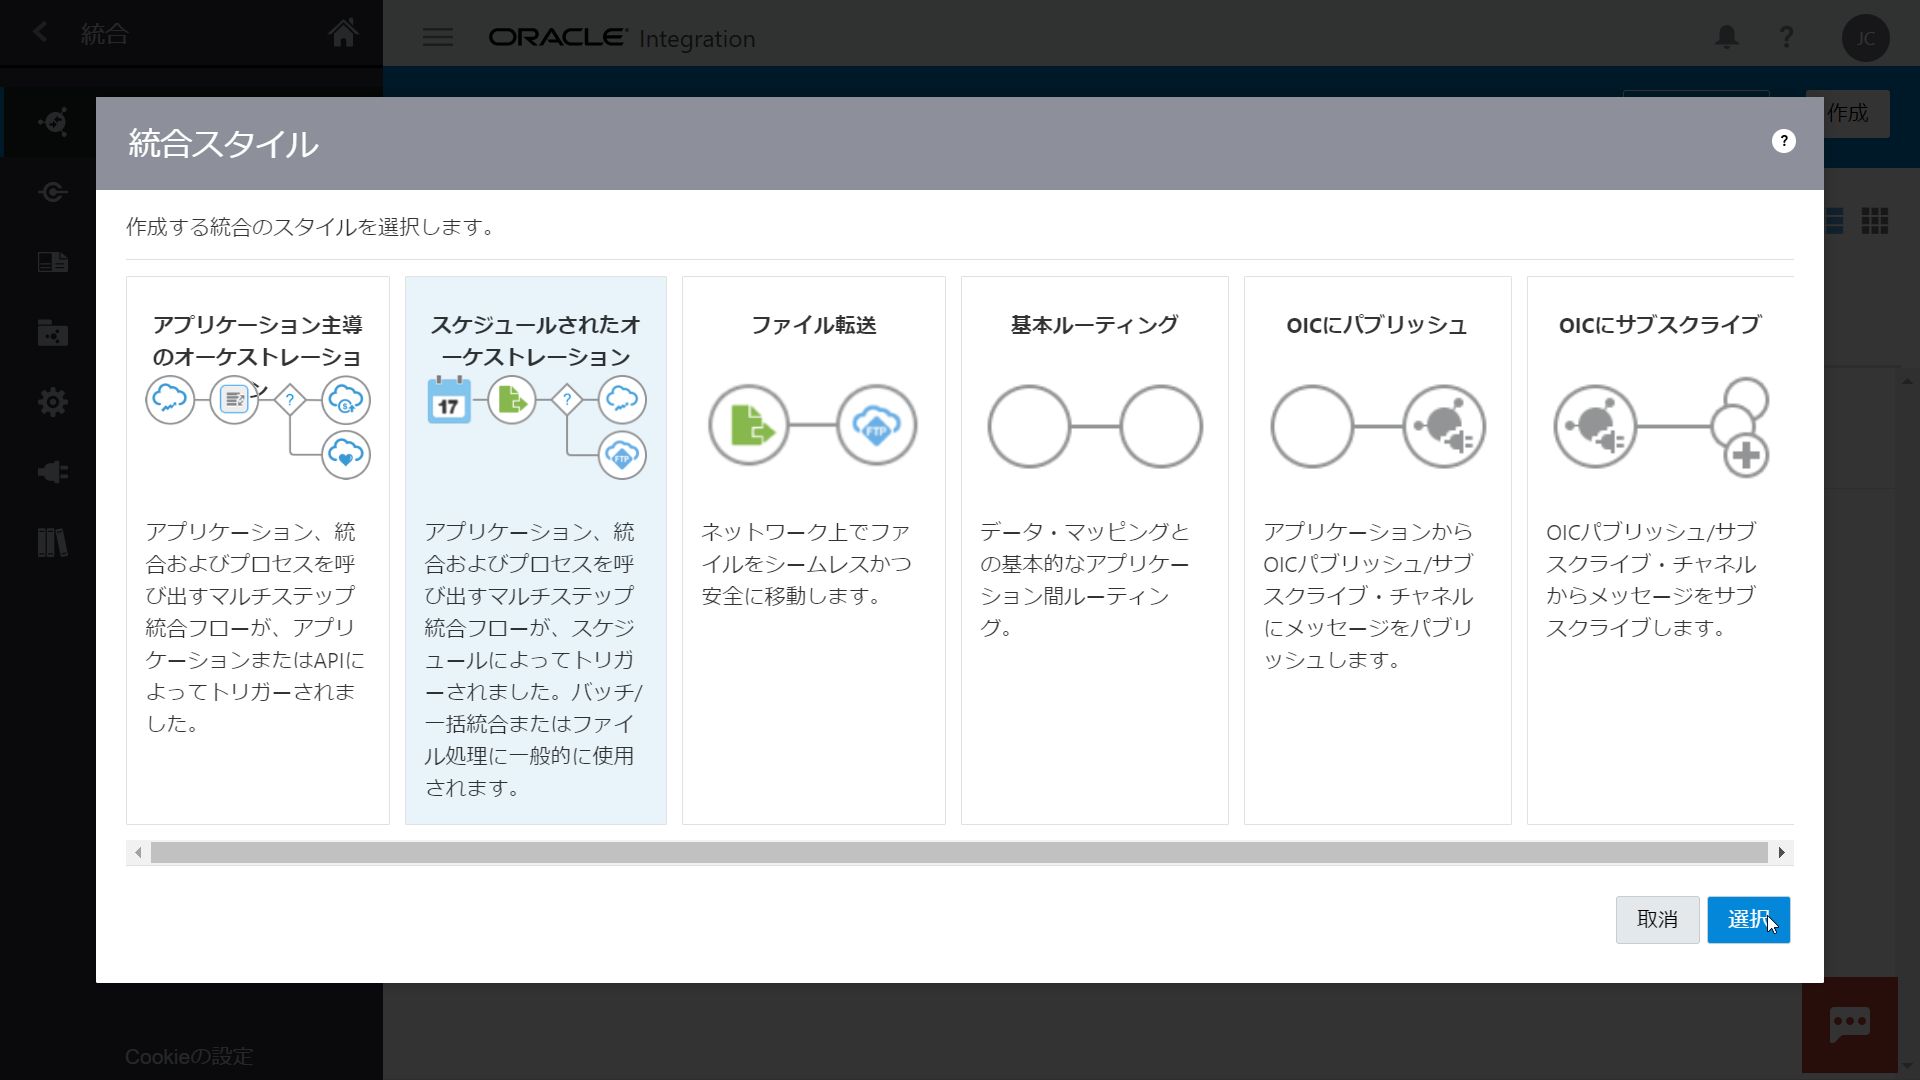 統合
ORACLE Integration
?
JC
作成
統合スタイル
?
作成する統合のスタイルを選択します。
アプリケーション主導
のオーケストレーショ
ン
?
アプリケーション、統
合およびプロセスを呼
び出すマルチステップ
統合フローが、アプリ
ケーションまたはAPIに
よってトリガーされま
した。
スケジュールされたオ
ーケストレーション
17
?
FTP
アプリケーション、統
合およびプロセスを呼
び出すマルチステップ
統合フローが、スケジ
ュールによってトリガ
ーされました。バッチ/
一括統合またはファイ
ル処理に一般的に使用
されます。
ファイル転送
FTP
ネットワーク上でファ
イルをシームレスかつ
安全に移動します。
基本ルーティング
データ・マッピングと
の基本的なアプリケー
ション間ルーティン
グ。
OICにパブリッシュ
アプリケーションから
OICパブリッシュ/サブ
スクライブ・チャネル
にメッセージをパブリ
ッシュします。
OICにサブスクライブ
OICパブリッシュ/サブ
スクライブ・チャネル
からメッセージをサブ
スクライブします。
取消
選択
Cookieの設定